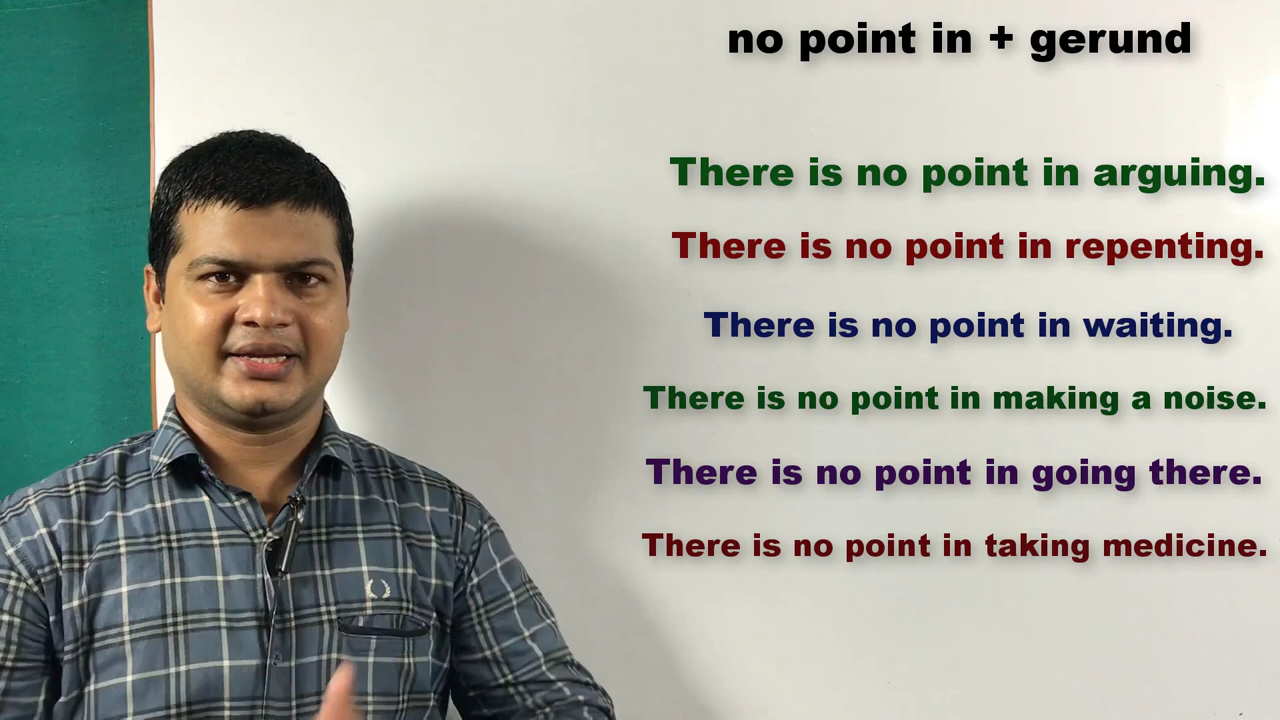 no point in + gerund
There is no point in arguing.
There is no point in repenting.
There is no point in waiting.
There is no point in making a noise.
There is no point in going there.
There is no point in taking medicine.